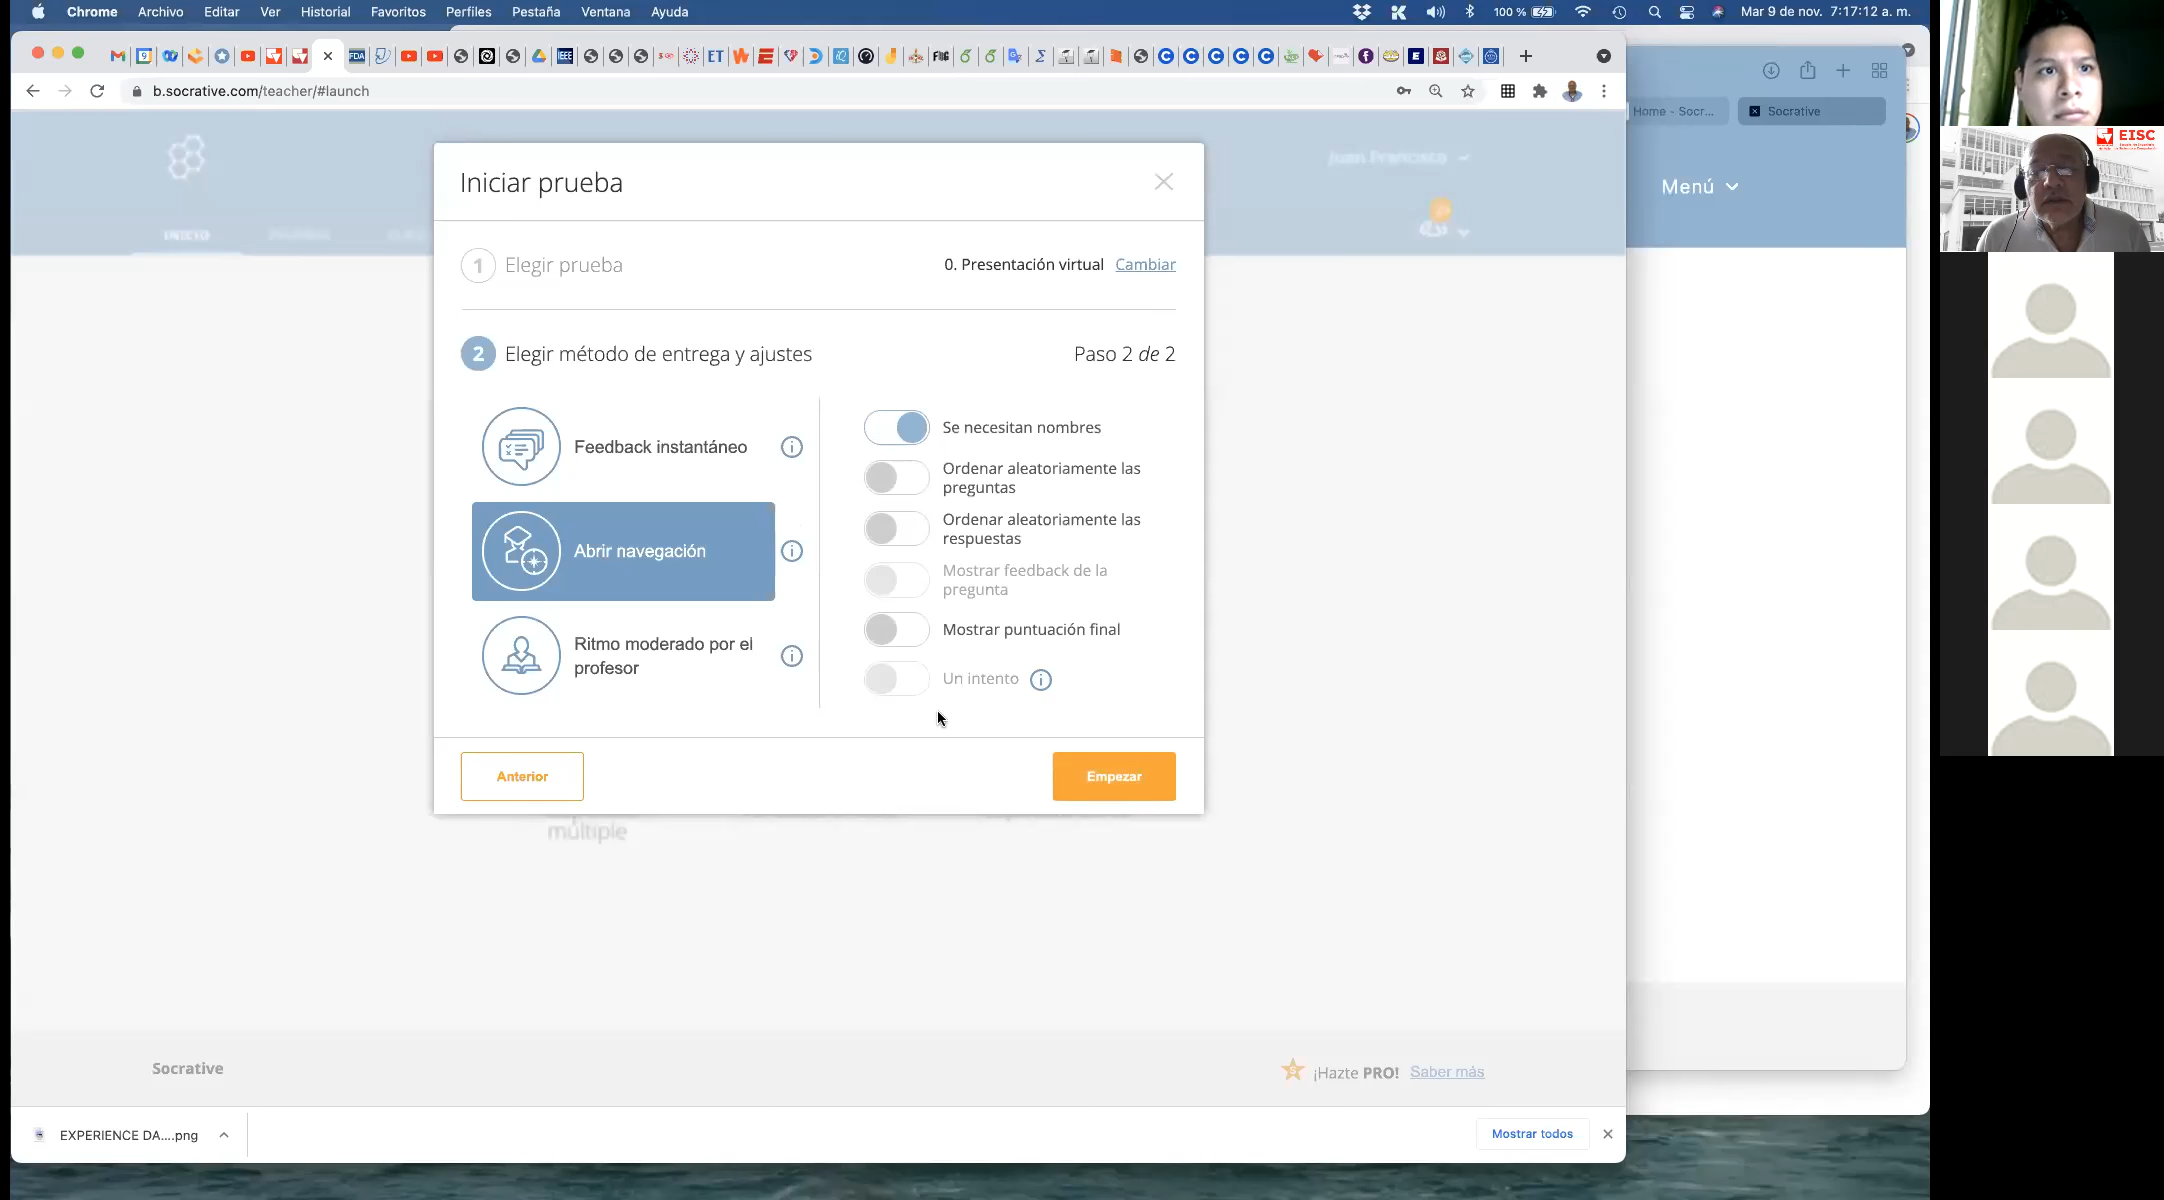 Chrome Archivo Editar Ver Historial Favoritos Perfiles Pestaña Ventana Ayuda
100 % Mar 9 de nov. 7:17:12 a. m.
b.socrative.com/teacher/#launch
Home - Socr...
Socrative
Juan Francisco
Menú
INICIO
EISC
Iniciar prueba
1 Elegir prueba
0. Presentación virtual Cambiar
2 Elegir método de entrega y ajustes
Paso 2 de 2
Feedback instantáneo
Abrir navegación
Ritmo moderado por el
profesor
Se necesitan nombres
Ordenar aleatoriamente las
preguntas
Ordenar aleatoriamente las
respuestas
Mostrar feedback de la
pregunta
Mostrar puntuación final
Un intento
Anterior
Empezar
múltiple
Socrative
¡Hazte PRO! Saber más
EXPERIENCE DA....png
Mostrar todos